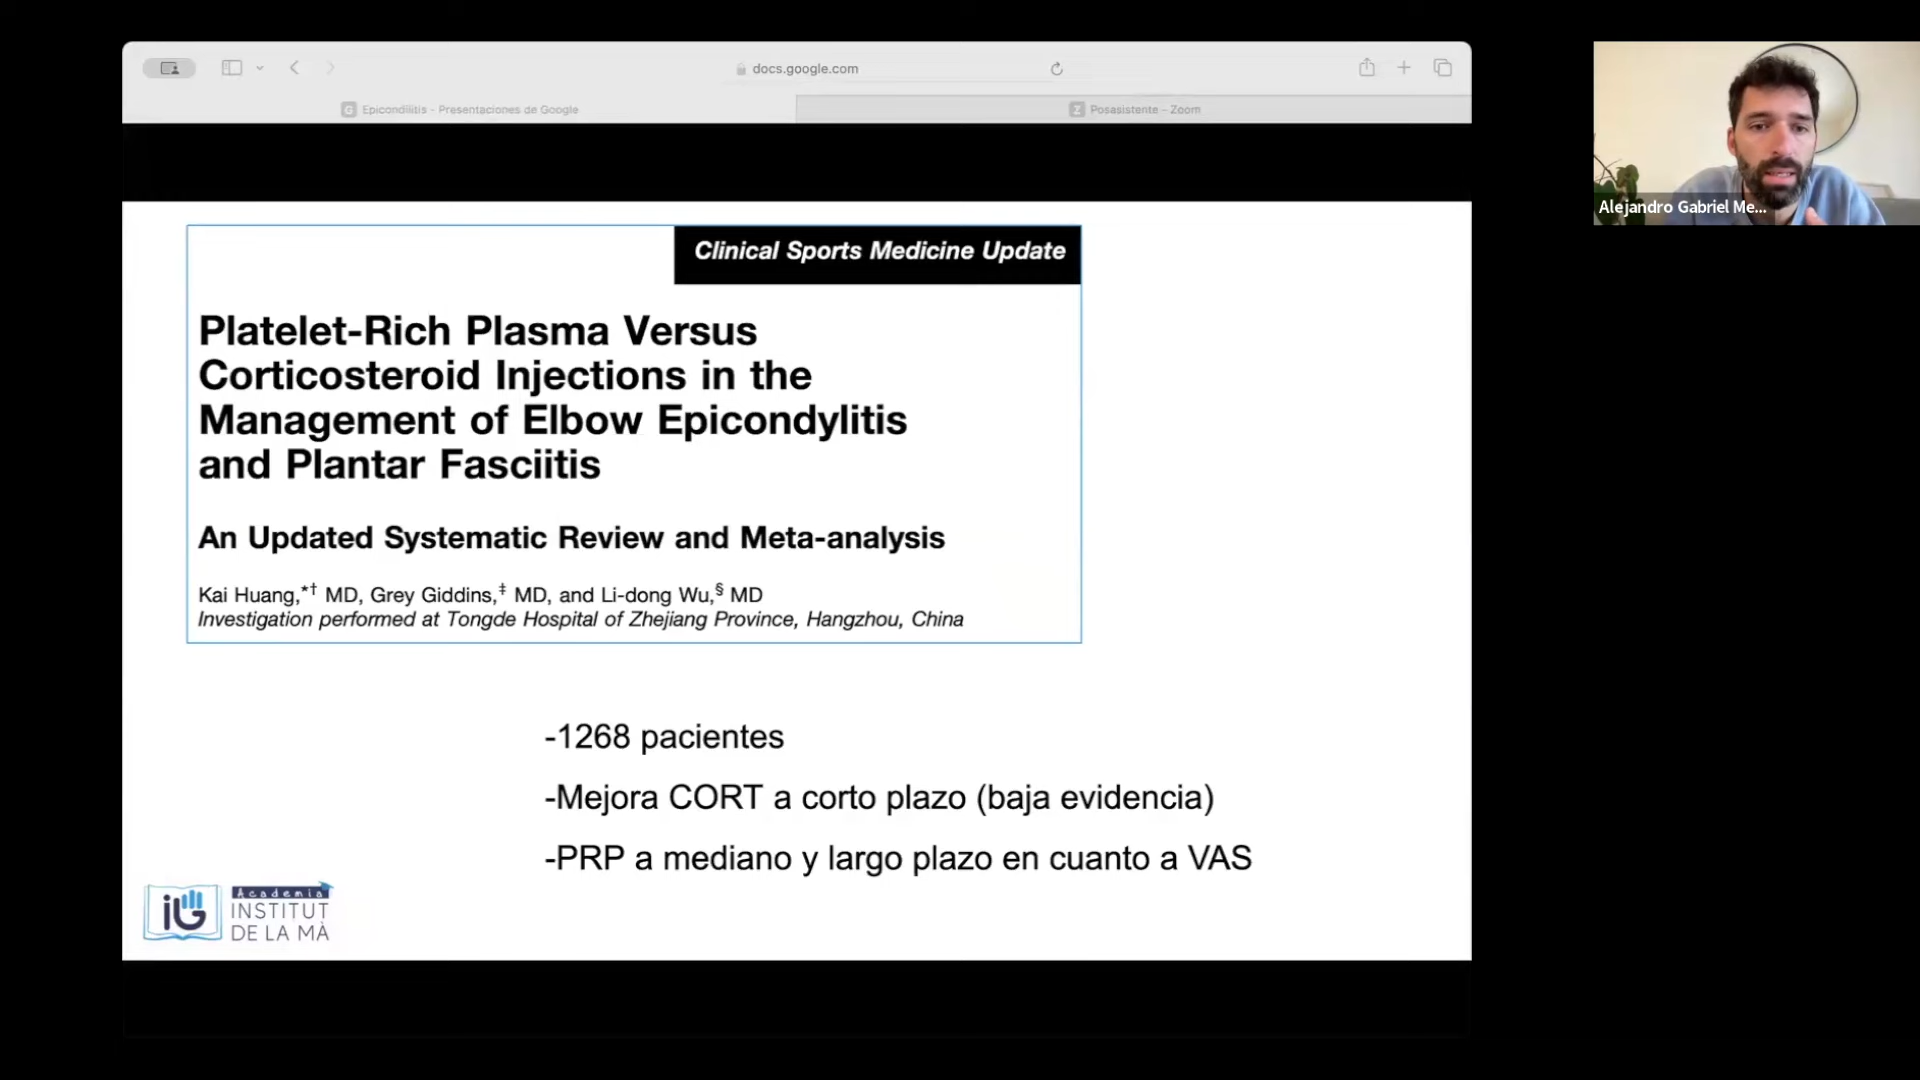 docs.google.com
Epicondilitis - Presentaciones de Google
Posasistente - Zoom
Alejandro Gabriel Me...
Clinical Sports Medicine Update
Platelet-Rich Plasma Versus
Corticosteroid Injections in the
Management of Elbow Epicondylitis
and Plantar Fasciitis
An Updated Systematic Review and Meta-analysis
Kai Huang,*† MD, Grey Giddins,‡ MD, and Li-dong Wu,§ MD
Investigation performed at Tongde Hospital of Zhejiang Province, Hangzhou, China
-1268 pacientes
-Mejora CORT a corto plazo (baja evidencia)
-PRP a mediano y largo plazo en cuanto a VAS
Academia
INSTITUT
DE LA MÀ